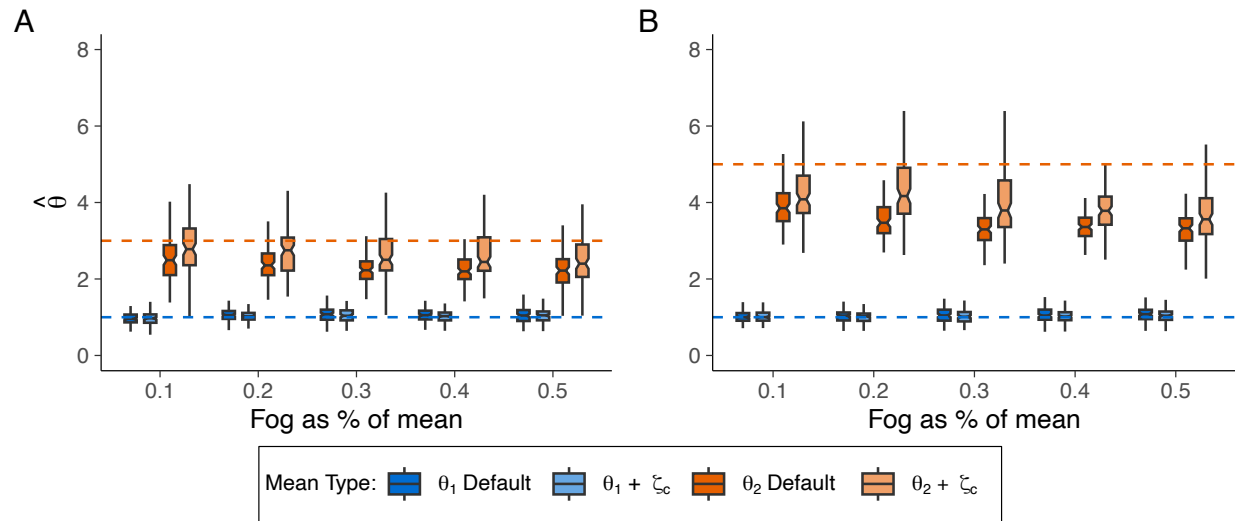 A
B
8
6
4
2
0
θ̂
0.1 0.2 0.3 0.4 0.5
Fog as % of mean
8
6
4
2
0
0.1 0.2 0.3 0.4 0.5
Fog as % of mean
Mean Type: θ₁ Default θ₁ + ζ꜀ θ₂ Default θ₂ + ζ꜀